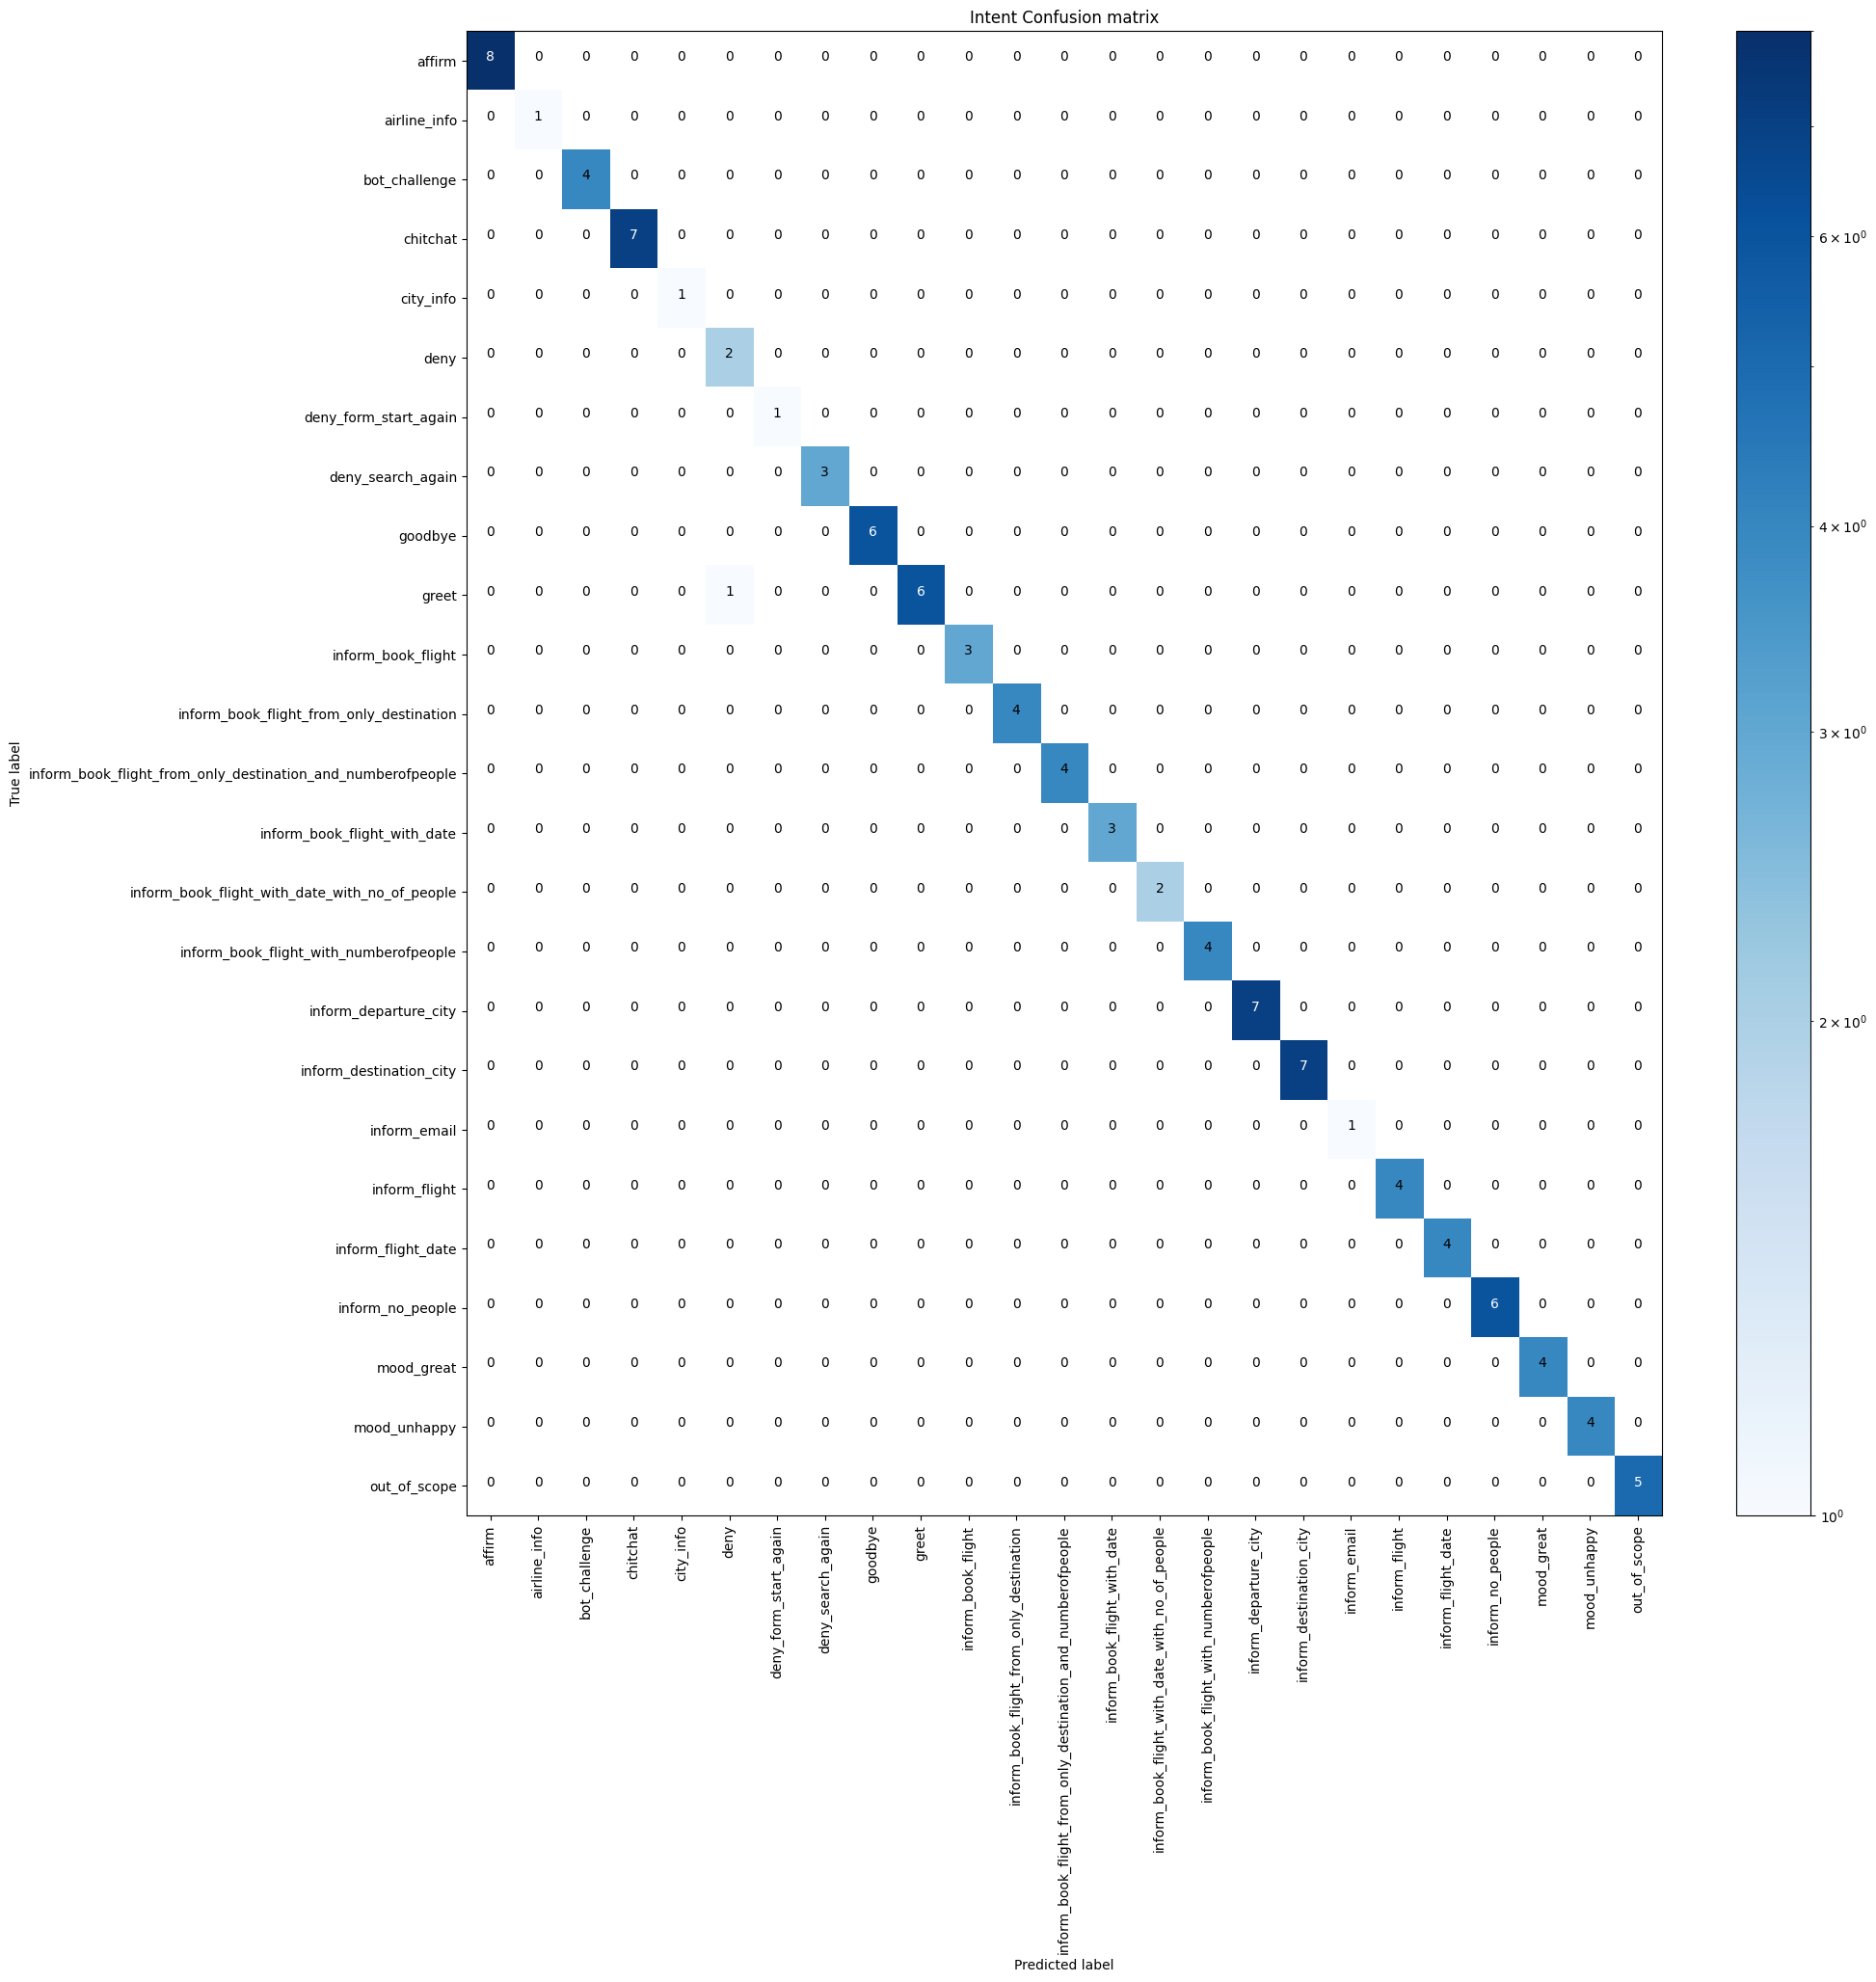 Intent Confusion matrix
affirm 8 0 0 0 0 0 0 0 0 0 0 0 0 0 0 0 0 0 0 0 0 0 0 0 0
airline_info 0 1 0 0 0 0 0 0 0 0 0 0 0 0 0 0 0 0 0 0 0 0 0 0 0
bot_challenge 0 0 4 0 0 0 0 0 0 0 0 0 0 0 0 0 0 0 0 0 0 0 0 0 0
chitchat 0 0 0 7 0 0 0 0 0 0 0 0 0 0 0 0 0 0 0 0 0 0 0 0 0
city_info 0 0 0 0 1 0 0 0 0 0 0 0 0 0 0 0 0 0 0 0 0 0 0 0 0
deny 0 0 0 0 0 2 0 0 0 0 0 0 0 0 0 0 0 0 0 0 0 0 0 0 0
deny_form_start_again 0 0 0 0 0 0 1 0 0 0 0 0 0 0 0 0 0 0 0 0 0 0 0 0 0
deny_search_again 0 0 0 0 0 0 0 3 0 0 0 0 0 0 0 0 0 0 0 0 0 0 0 0 0
goodbye 0 0 0 0 0 0 0 0 6 0 0 0 0 0 0 0 0 0 0 0 0 0 0 0 0
greet 0 0 0 0 0 1 0 0 0 6 0 0 0 0 0 0 0 0 0 0 0 0 0 0 0
inform_book_flight 0 0 0 0 0 0 0 0 0 0 3 0 0 0 0 0 0 0 0 0 0 0 0 0 0
inform_book_flight_from_only_destination 0 0 0 0 0 0 0 0 0 0 0 4 0 0 0 0 0 0 0 0 0 0 0 0 0
inform_book_flight_from_only_destination_and_numberofpeople 0 0 0 0 0 0 0 0 0 0 0 0 4 0 0 0 0 0 0 0 0 0 0 0 0
inform_book_flight_with_date 0 0 0 0 0 0 0 0 0 0 0 0 0 3 0 0 0 0 0 0 0 0 0 0 0
inform_book_flight_with_date_with_no_of_people 0 0 0 0 0 0 0 0 0 0 0 0 0 0 2 0 0 0 0 0 0 0 0 0 0
inform_book_flight_with_numberofpeople 0 0 0 0 0 0 0 0 0 0 0 0 0 0 0 4 0 0 0 0 0 0 0 0 0
inform_departure_city 0 0 0 0 0 0 0 0 0 0 0 0 0 0 0 0 7 0 0 0 0 0 0 0 0
inform_destination_city 0 0 0 0 0 0 0 0 0 0 0 0 0 0 0 0 0 7 0 0 0 0 0 0 0
inform_email 0 0 0 0 0 0 0 0 0 0 0 0 0 0 0 0 0 0 1 0 0 0 0 0 0
inform_flight 0 0 0 0 0 0 0 0 0 0 0 0 0 0 0 0 0 0 0 4 0 0 0 0 0
inform_flight_date 0 0 0 0 0 0 0 0 0 0 0 0 0 0 0 0 0 0 0 0 4 0 0 0 0
inform_no_people 0 0 0 0 0 0 0 0 0 0 0 0 0 0 0 0 0 0 0 0 0 6 0 0 0
mood_great 0 0 0 0 0 0 0 0 0 0 0 0 0 0 0 0 0 0 0 0 0 0 4 0 0
mood_unhappy 0 0 0 0 0 0 0 0 0 0 0 0 0 0 0 0 0 0 0 0 0 0 0 4 0
out_of_scope 0 0 0 0 0 0 0 0 0 0 0 0 0 0 0 0 0 0 0 0 0 0 0 0 5
True label
affirm
airline_info
bot_challenge
chitchat
city_info
deny
deny_form_start_again
deny_search_again
goodbye
greet
inform_book_flight
inform_book_flight_from_only_destination
inform_book_flight_from_only_destination_and_numberofpeople
inform_book_flight_with_date
inform_book_flight_with_date_with_no_of_people
inform_book_flight_with_numberofpeople
inform_departure_city
inform_destination_city
inform_email
inform_flight
inform_flight_date
inform_no_people
mood_great
mood_unhappy
out_of_scope
Predicted label
6 × 10⁰
4 × 10⁰
3 × 10⁰
2 × 10⁰
10⁰